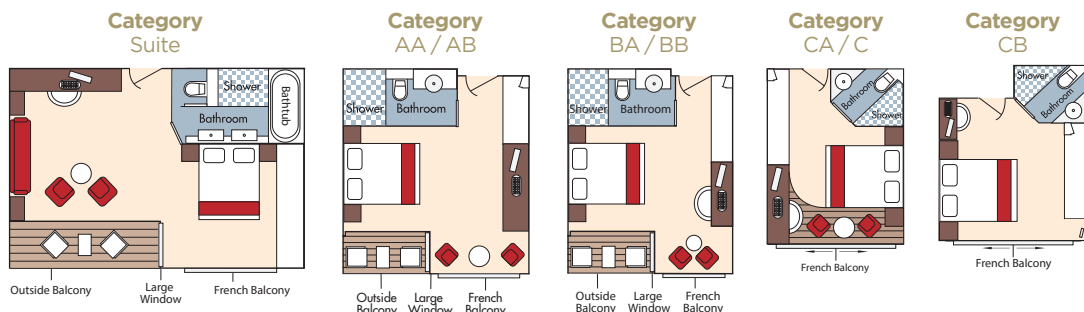 Category
Suite
Shower
Bathtub
Bathroom
Outside Balcony
Large
Window
French Balcony
Category
AA / AB
Shower
Bathroom
Outside
Balcony
Large
Window
French
Balcony
Category
BA / BB
Shower
Bathroom
Outside
Balcony
Large
Window
French
Balcony
Category
CA / C
Bathroom
Shower
French Balcony
Category
CB
Shower
Bathroom
French Balcony